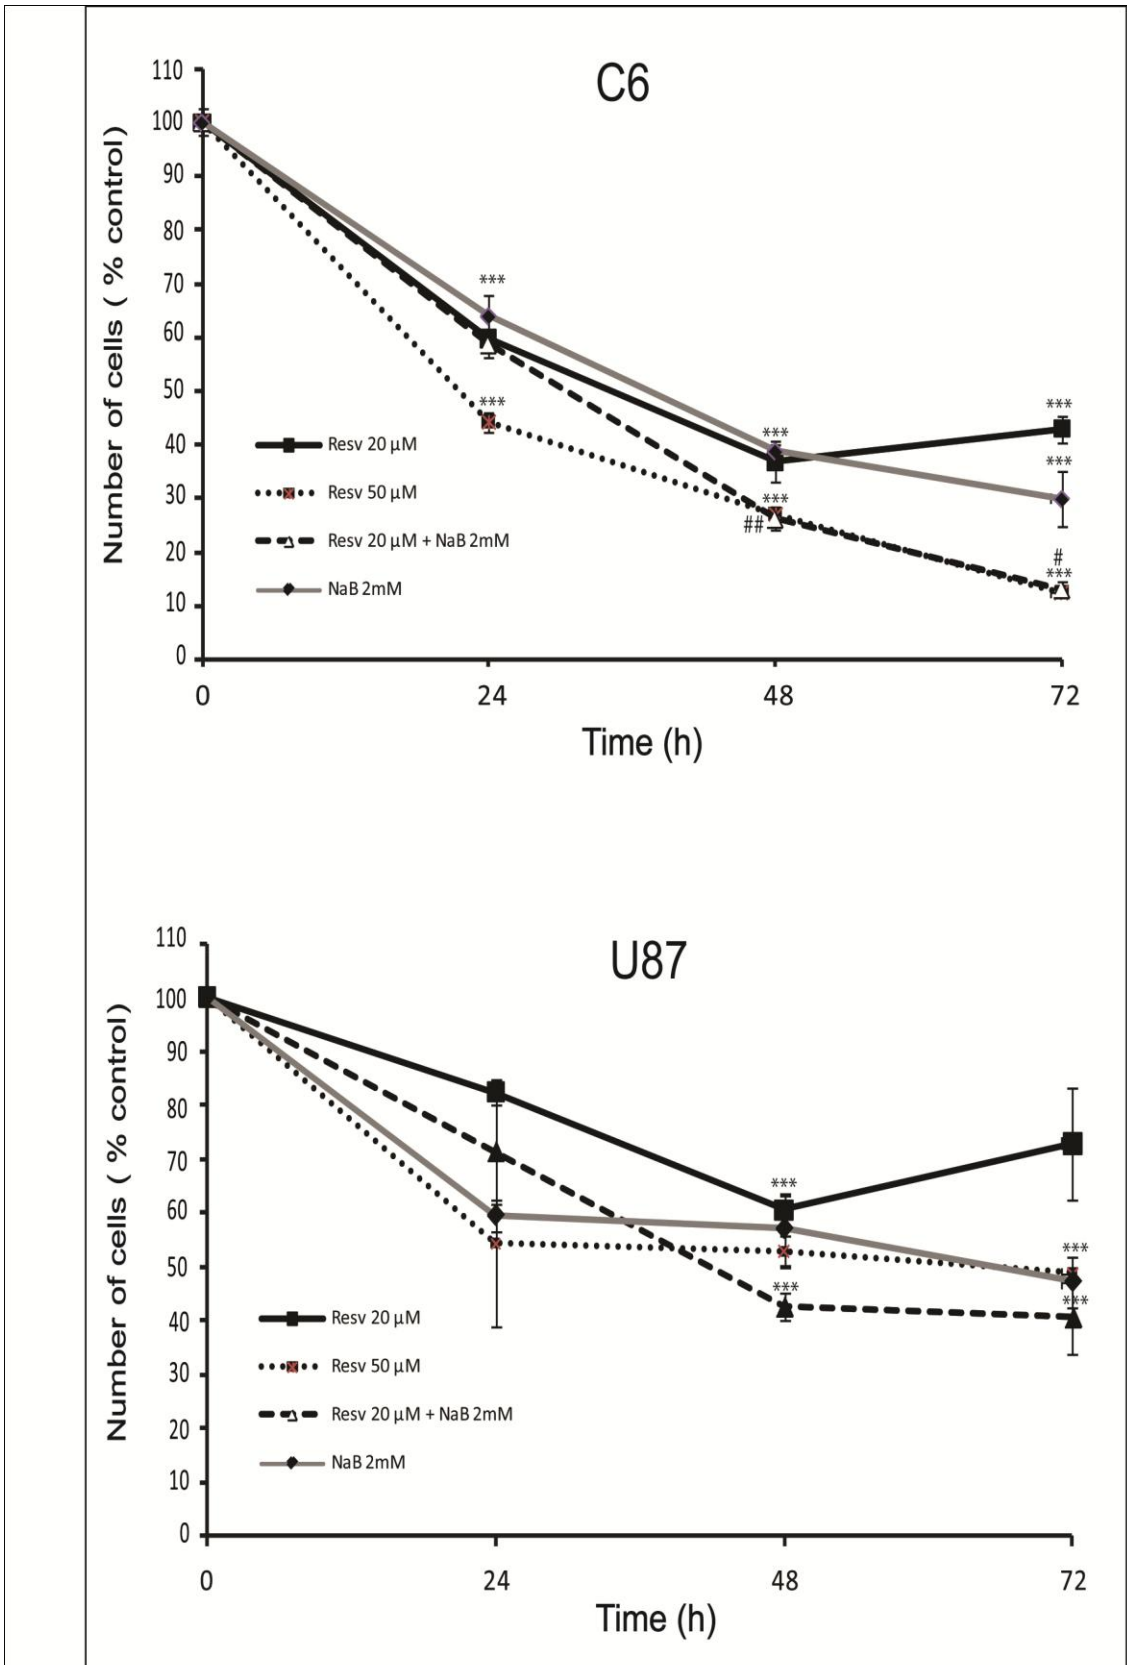 C6
Number of cells ( % control)
110
100
90
80
70
60
50
40
30
20
10
0
***
***
***
***
##
***
***
#
***
Resv 20 µM
Resv 50 µM
Resv 20 µM + NaB 2mM
NaB 2mM
0 24 48 72
Time (h)
U87
Number of cells ( % control)
110
100
90
80
70
60
50
40
30
20
10
0
***
***
***
***
Resv 20 µM
Resv 50 µM
Resv 20 µM + NaB 2mM
NaB 2mM
0 24 48 72
Time (h)